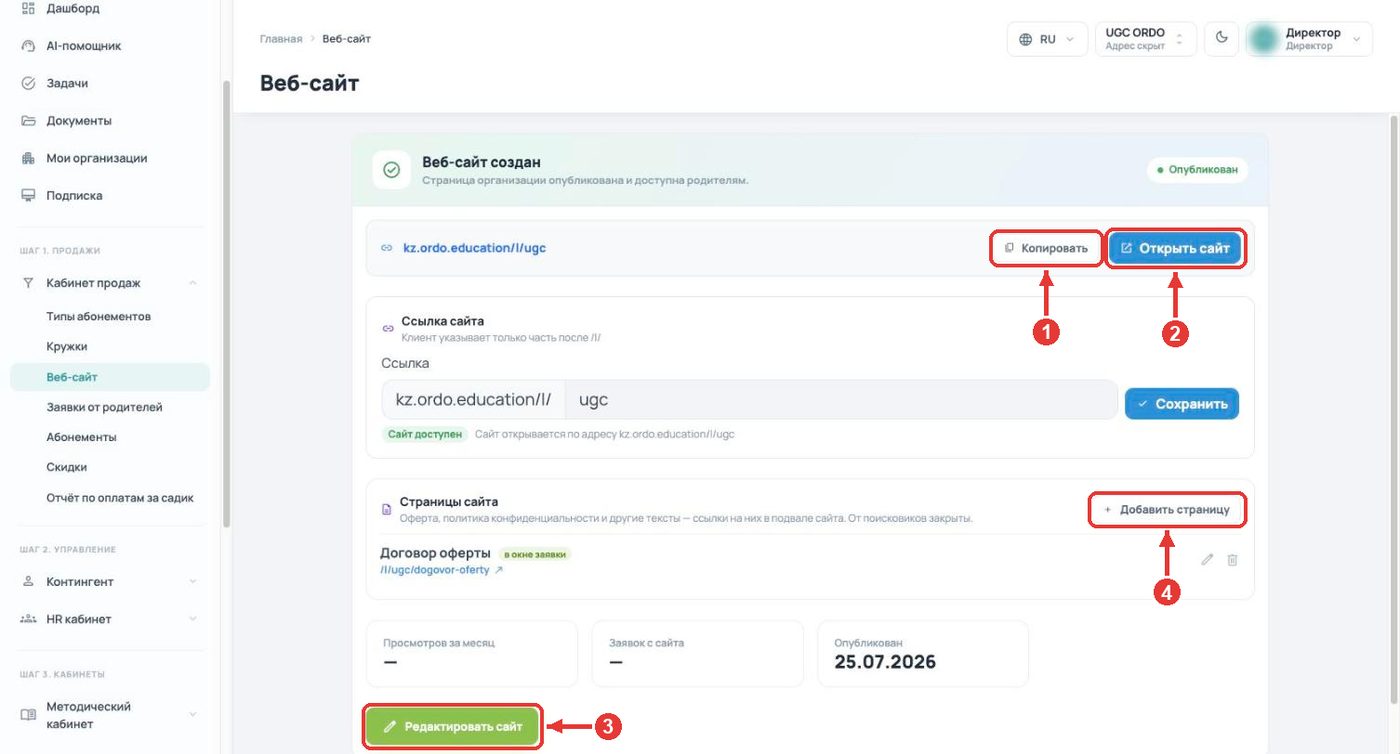 Дашборд
AI-помощник
Задачи
Документы
Мои организации
Подписка
ШАГ 1. ПРОДАЖИ
Кабинет продаж
Типы абонементов
Кружки
Веб-сайт
Заявки от родителей
Абонементы
Скидки
Отчёт по оплатам за садик
ШАГ 2. УПРАВЛЕНИЕ
Контингент
HR кабинет
ШАГ 3. КАБИНЕТЫ
Методический
кабинет
Главная > Веб-сайт
RU
UGC ORDO
Адрес скрыт
Директор
Директор
Веб-сайт
Веб-сайт создан
Страница организации опубликована и доступна родителям.
Опубликован
kz.ordo.education/l/ugc
Копировать
Открыть сайт
1
2
Ссылка сайта
Клиент указывает только часть после /l/
Ссылка
kz.ordo.education/l/ ugc
Сохранить
Сайт доступен Сайт открывается по адресу kz.ordo.education/l/ugc
Страницы сайта
Оферта, политика конфиденциальности и другие тексты — ссылки на них в подвале сайта. От поисковиков закрыты.
+ Добавить страницу
Договор оферты в окне заявки
/l/ugc/dogovor-oferty ↗
4
Просмотров за месяц
—
Заявок с сайта
—
Опубликован
25.07.2026
Редактировать сайт
3